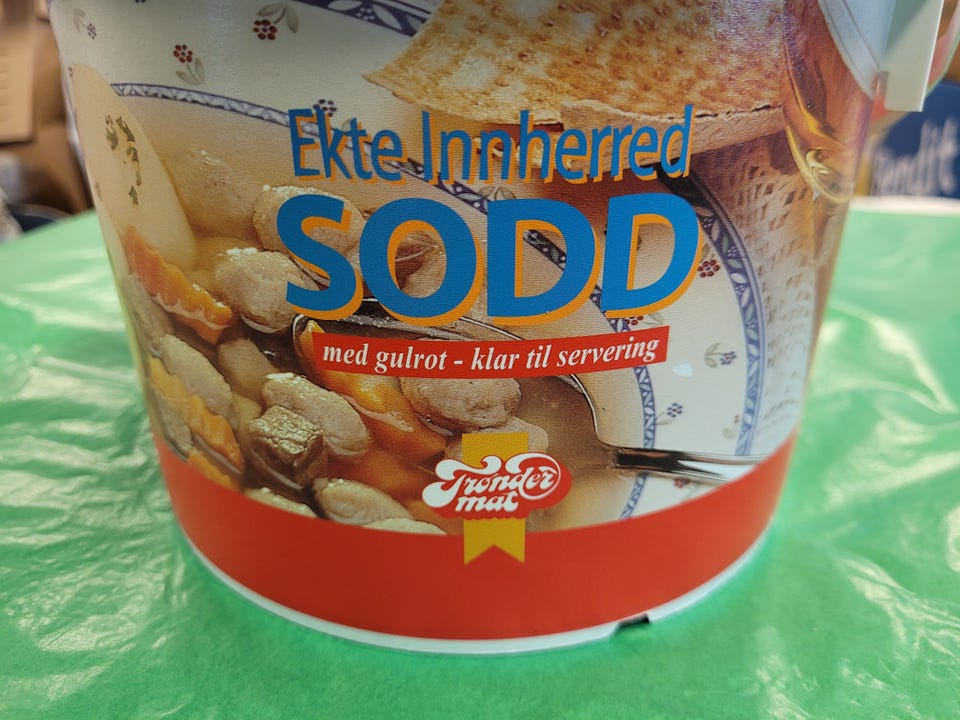 Ekte Innherred
SODD
med gulrot - klar til servering
Trønder
mat